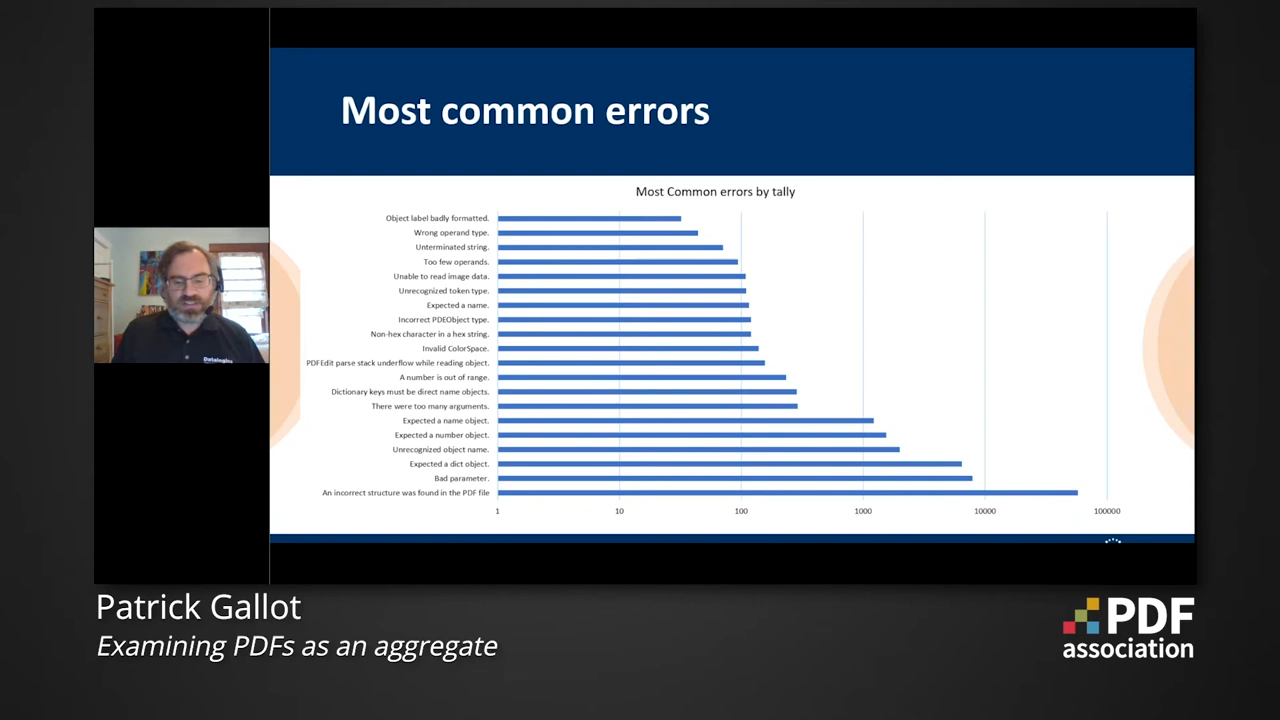 Most common errors
Most Common errors by tally
Object label badly formatted.
Wrong operand type.
Unterminated string.
Too few operands.
Unable to read image data.
Unrecognized token type.
Expected a name.
Incorrect PDEObject type.
Non-hex character in a hex string.
Invalid ColorSpace.
PDFEdit parse stack underflow while reading object.
A number is out of range.
Dictionary keys must be direct name objects.
There were too many arguments.
Expected a name object.
Expected a number object.
Unrecognized object name.
Expected a dict object.
Bad parameter.
An incorrect structure was found in the PDF file
1 10 100 1000 10000 100000
Datalogics
Patrick Gallot
Examining PDFs as an aggregate
PDF
association